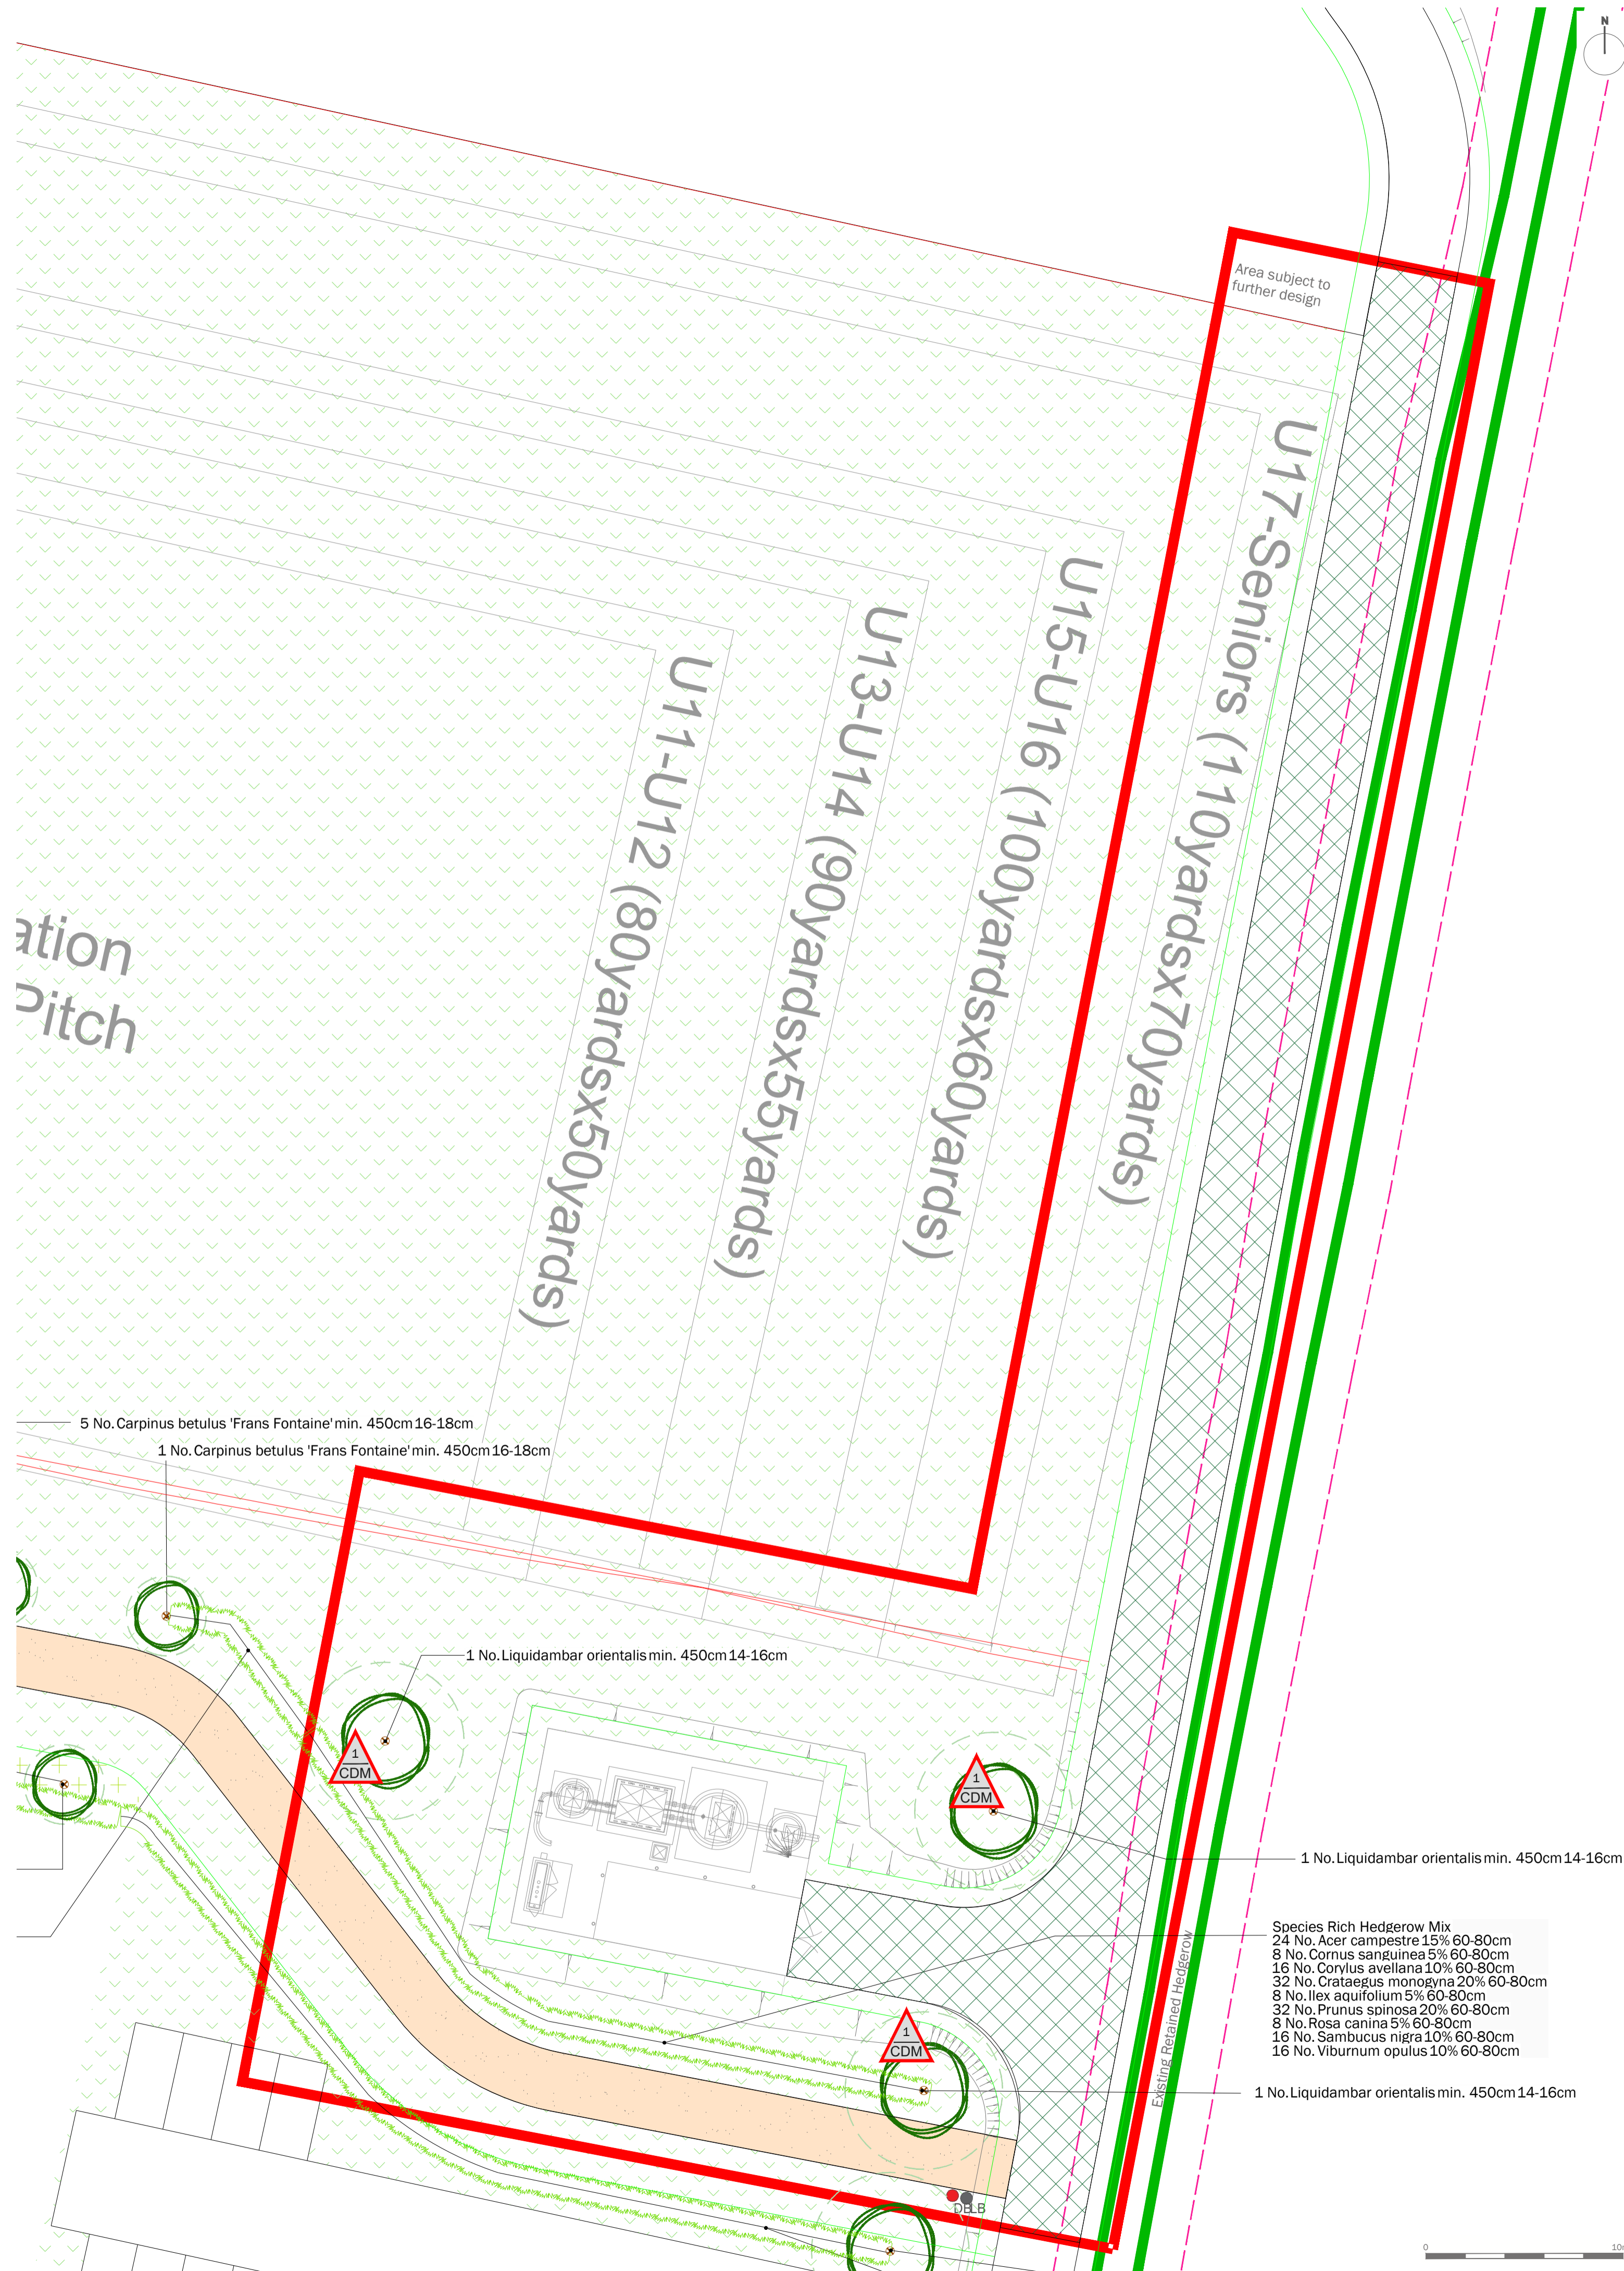 N
Area subject to
further design
U17-Seniors (110yardsx70yards)
U15-U16 (100yardsx60yards)
U13-U14 (90yardsx55yards)
U11-U12 (80yardsx50yards)
ation
Pitch
5 No. Carpinus betulus 'Frans Fontaine' min. 450cm 16-18cm
1 No. Carpinus betulus 'Frans Fontaine' min. 450cm 16-18cm
1 No. Liquidambar orientalis min. 450cm 14-16cm
1
CDM
1
CDM
1 No. Liquidambar orientalis min. 450cm 14-16cm
Species Rich Hedgerow Mix
24 No. Acer campestre 15% 60-80cm
8 No. Cornus sanguinea 5% 60-80cm
16 No. Corylus avellana 10% 60-80cm
32 No. Crataegus monogyna 20% 60-80cm
8 No. Ilex aquifolium 5% 60-80cm
32 No. Prunus spinosa 20% 60-80cm
8 No. Rosa canina 5% 60-80cm
16 No. Sambucus nigra 10% 60-80cm
16 No. Viburnum opulus 10% 60-80cm
Existing Retained Hedgerow
1
CDM
1 No. Liquidambar orientalis min. 450cm 14-16cm
LB
0